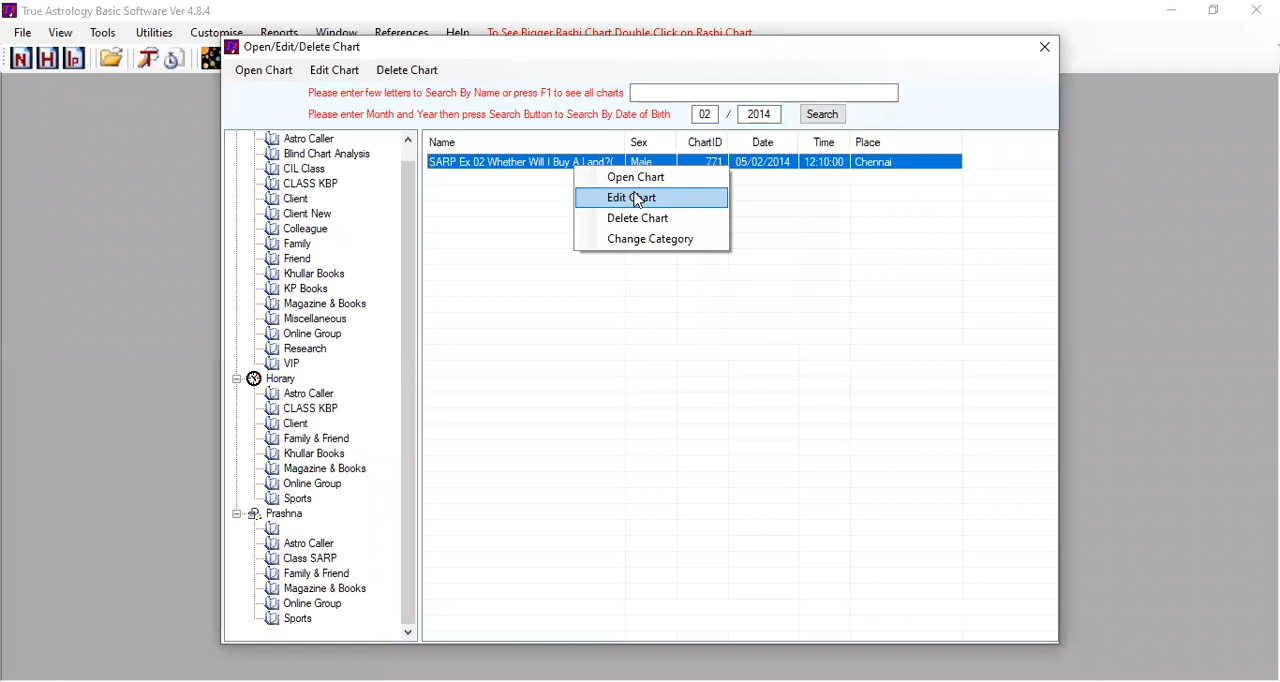 True Astrology Basic Software Ver 4.8.4
File View Tools Utilities Customise Reports Window References Help To See Bigger Rashi Chart Double Click on Rashi Chart
N H
Open/Edit/Delete Chart
Open Chart Edit Chart Delete Chart
Please enter few letters to Search By Name or press F1 to see all charts
Please enter Month and Year then press Search Button to Search By Date of Birth 02 / 2014 Search
Astro Caller
Blind Chart Analysis
CIL Class
CLASS KBP
Client
Client New
Colleague
Family
Friend
Khullar Books
KP Books
Magazine & Books
Miscellaneous
Online Group
Research
VIP
Horary
Astro Caller
CLASS KBP
Client
Family & Friend
Khullar Books
Magazine & Books
Online Group
Sports
Prashna
Astro Caller
Class SARP
Family & Friend
Magazine & Books
Online Group
Sports
Name Sex ChartID Date Time Place
SARP Ex 02 Whether Will I Buy A Land?( Male 771 05/02/2014 12:10:00 Chennai
Open Chart
Edit Chart
Delete Chart
Change Category